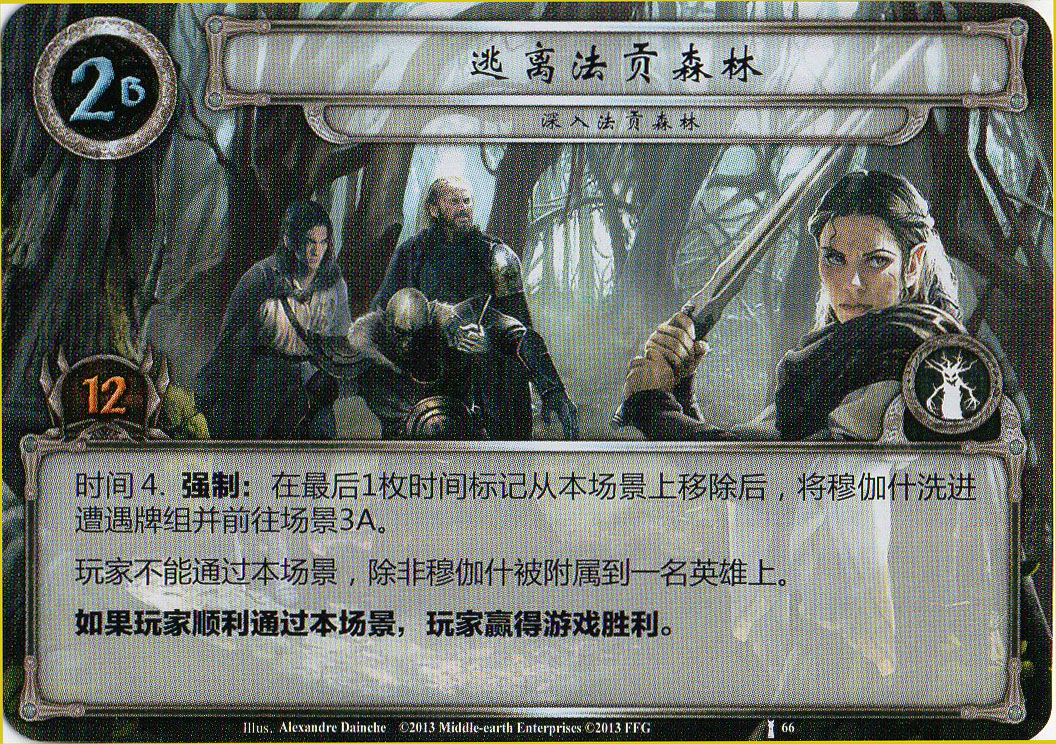 2B
逃离法贡森林
深入法贡森林
12
时间 4. 强制：在最后1枚时间标记从本场景上移除后，将穆伽什洗进
遭遇牌组并前往场景3A。
玩家不能通过本场景，除非穆伽什被附属到一名英雄上。
如果玩家顺利通过本场景，玩家赢得游戏胜利。
Illus. Alexandre Dainche ©2013 Middle-earth Enterprises ©2013 FFG 66